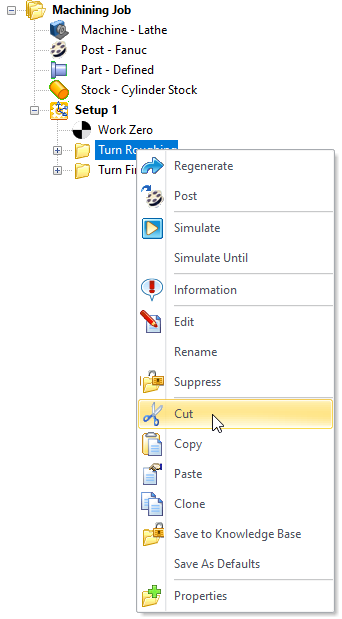 Machining Job
Machine - Lathe
Post - Fanuc
Part - Defined
Stock - Cylinder Stock
Setup 1
Work Zero
Turn Roughing
Turn Fi
Regenerate
Post
Simulate
Simulate Until
Information
Edit
Rename
Suppress
Cut
Copy
Paste
Clone
Save to Knowledge Base
Save As Defaults
Properties